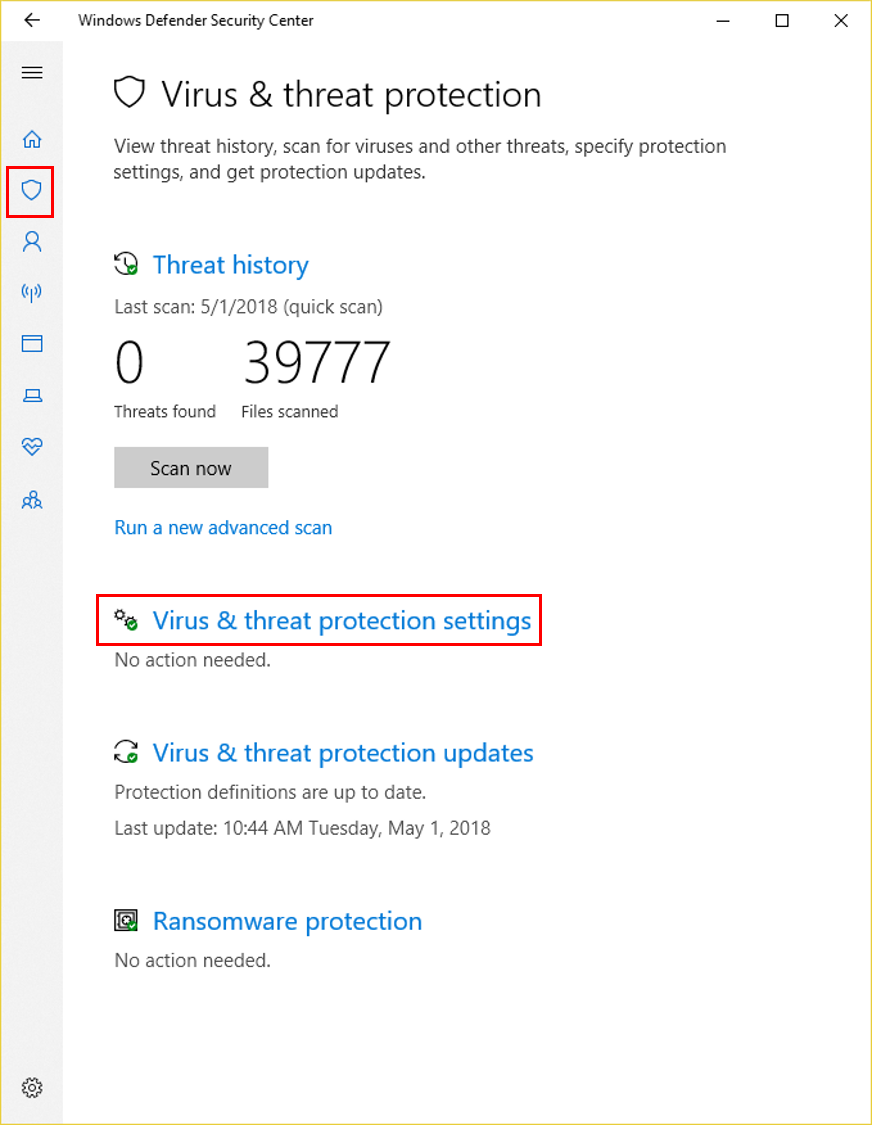 Windows Defender Security Center
Virus & threat protection
View threat history, scan for viruses and other threats, specify protection
settings, and get protection updates.
Threat history
Last scan: 5/1/2018 (quick scan)
0 39777
Threats found Files scanned
Scan now
Run a new advanced scan
Virus & threat protection settings
No action needed.
Virus & threat protection updates
Protection definitions are up to date.
Last update: 10:44 AM Tuesday, May 1, 2018
Ransomware protection
No action needed.